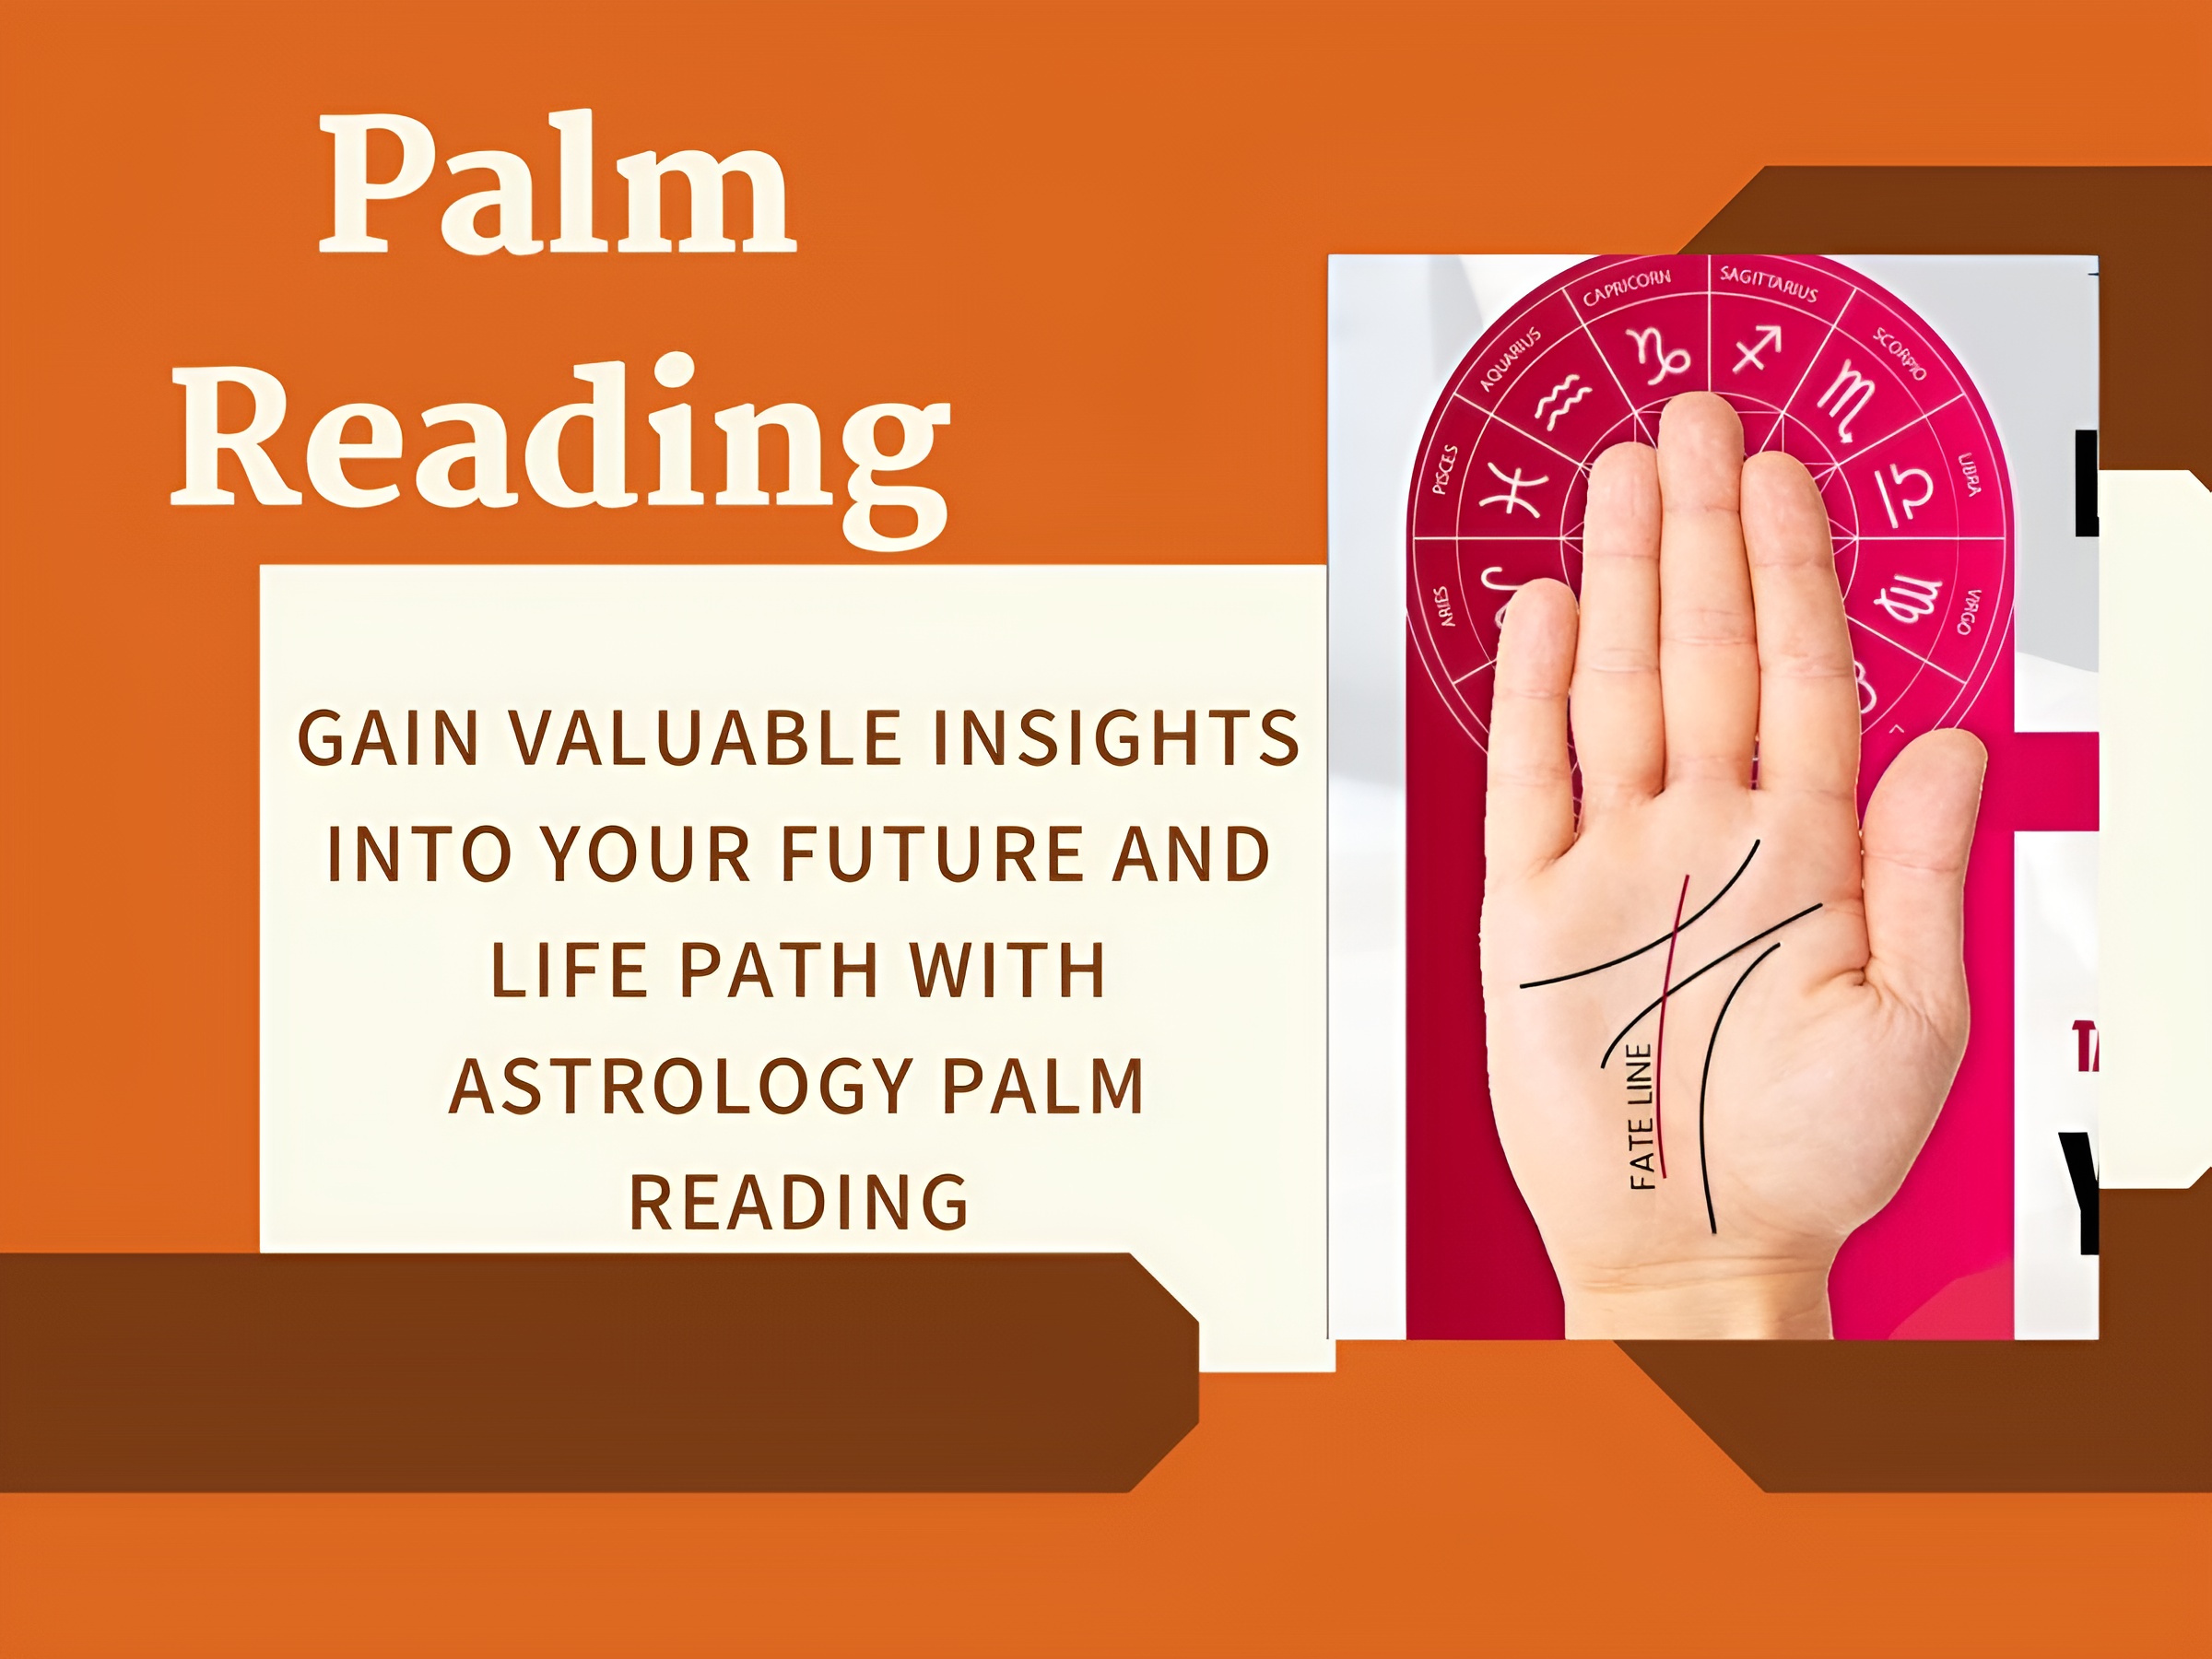 Palm
Reading
GAIN VALUABLE INSIGHTS
INTO YOUR FUTURE AND
LIFE PATH WITH
ASTROLOGY PALM
READING
CAPRICORN
SAGITTARIUS
AQUARIUS
SCORPIO
PISCES
LIBRA
ARIES
VIRGO
FATE LINE